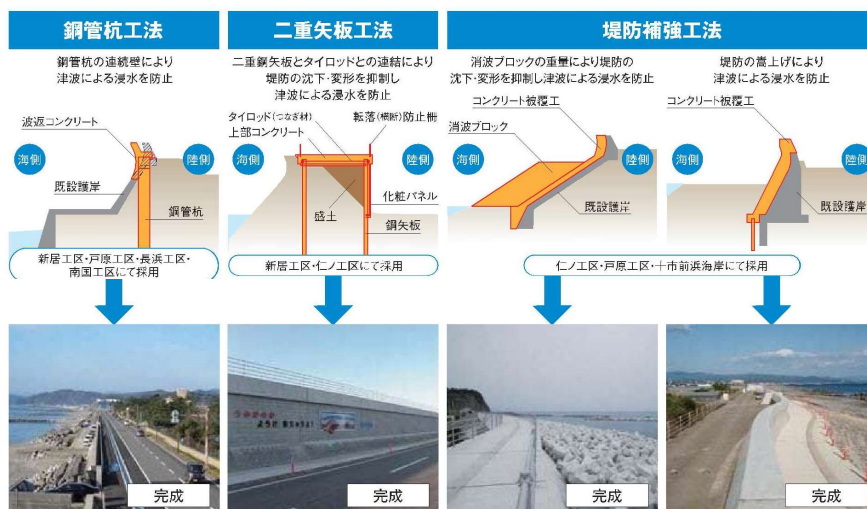 鋼管杭工法
鋼管杭の連続壁により
津波による浸水を防止
波返コンクリート
海側
陸側
既設護岸
鋼管杭
新居工区・戸原工区・長浜工区・
南国工区にて採用
完成
二重矢板工法
二重鋼矢板とタイロッドとの連結により
堤防の沈下・変形を抑制し
津波による浸水を防止
タイロッド(つなぎ材)
上部コンクリート
転落(横断)防止柵
海側
陸側
盛土
化粧パネル
鋼矢板
新居工区・仁ノ工区にて採用
完成
堤防補強工法
消波ブロックの重量により堤防の
沈下・変形を抑制し津波による浸水を防止
コンクリート被覆工
消波ブロック
海側
陸側
既設護岸
堤防の嵩上げにより
津波による浸水を防止
コンクリート被覆工
海側
陸側
既設護岸
仁ノ工区・戸原工区・十市前浜海岸にて採用
完成
完成